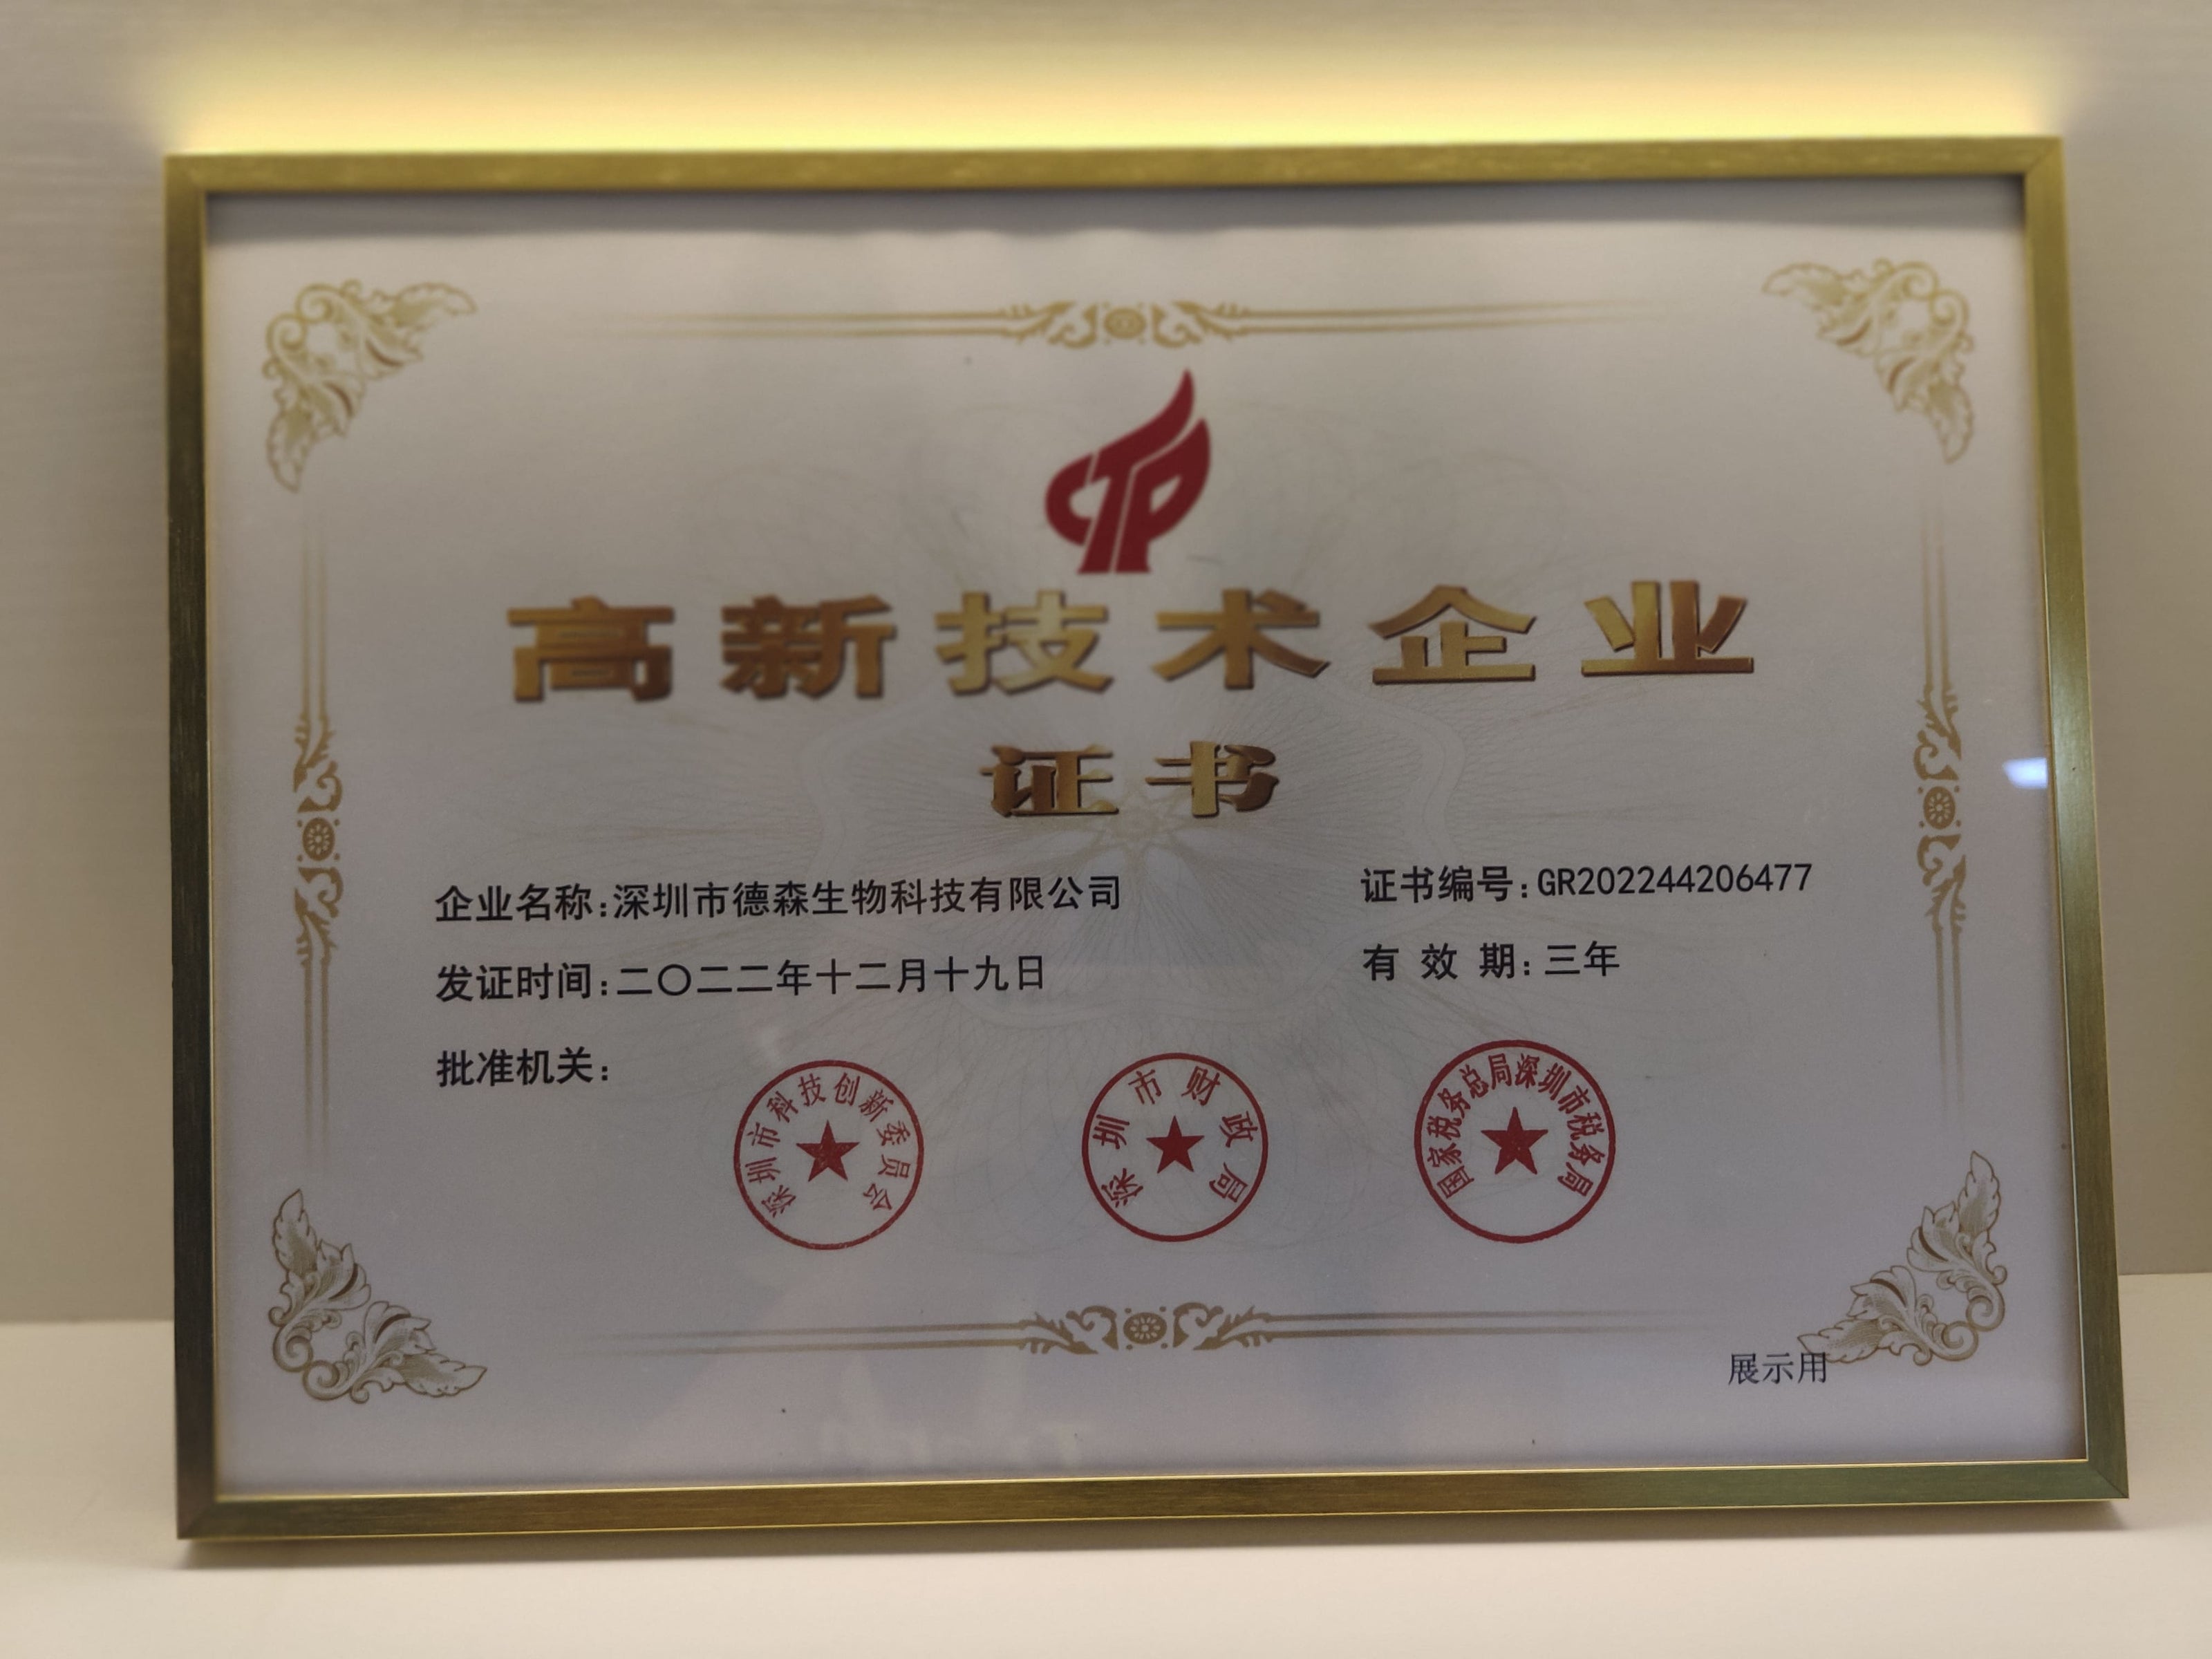 CTP
高新技术企业
证书
企业名称:深圳市德森生物科技有限公司
证书编号:GR202244206477
发证时间:二〇二二年十二月十九日
有 效 期:三年
批准机关:
深圳市科技创新委员会
深圳市财政局
国家税务总局深圳市税务局
展示用